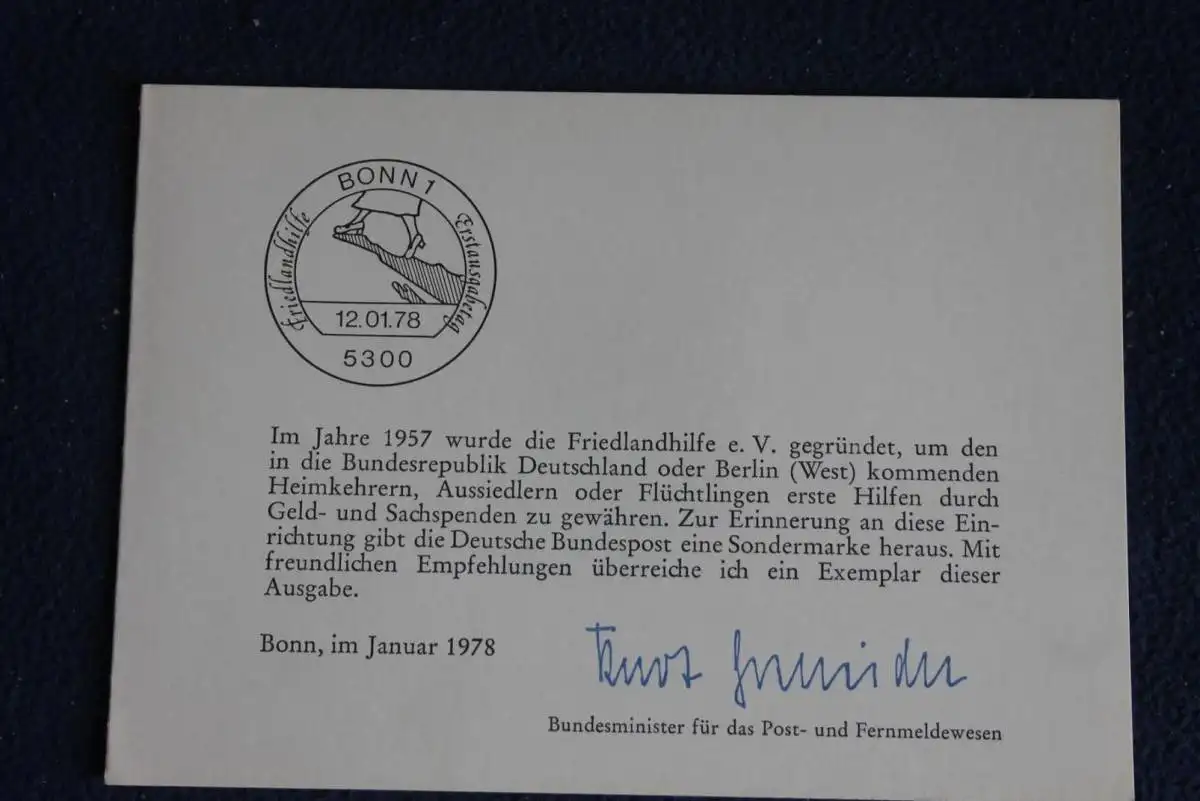 BONN 1
Friedlandhilfe
Erstausgabetag
12.01.78
5300
Im Jahre 1957 wurde die Friedlandhilfe e. V. gegründet, um den
in die Bundesrepublik Deutschland oder Berlin (West) kommenden
Heimkehrern, Aussiedlern oder Flüchtlingen erste Hilfen durch
Geld- und Sachspenden zu gewähren. Zur Erinnerung an diese Ein-
richtung gibt die Deutsche Bundespost eine Sondermarke heraus. Mit
freundlichen Empfehlungen überreiche ich ein Exemplar dieser
Ausgabe.
Bonn, im Januar 1978
Kurt
Bundesminister für das Post- und Fernmeldewesen